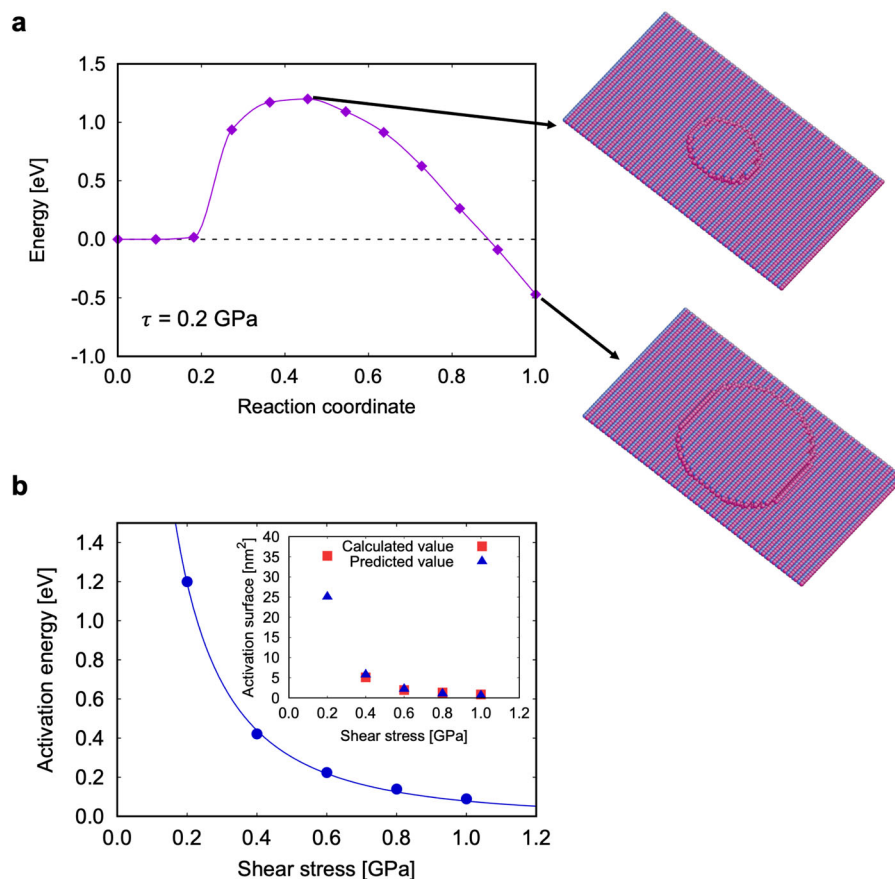 a
1.5
1.0
0.5
0.0
-0.5
-1.0
Energy [eV]
τ = 0.2 GPa
0.0 0.2 0.4 0.6 0.8 1.0
Reaction coordinate
b
1.4
1.2
1.0
0.8
0.6
0.4
0.2
0.0
Activation energy [eV]
40
35
30
25
20
15
10
5
0
Activation surface [nm²]
Calculated value
Predicted value
0.0 0.2 0.4 0.6 0.8 1.0 1.2
Shear stress [GPa]
0.0 0.2 0.4 0.6 0.8 1.0 1.2
Shear stress [GPa]